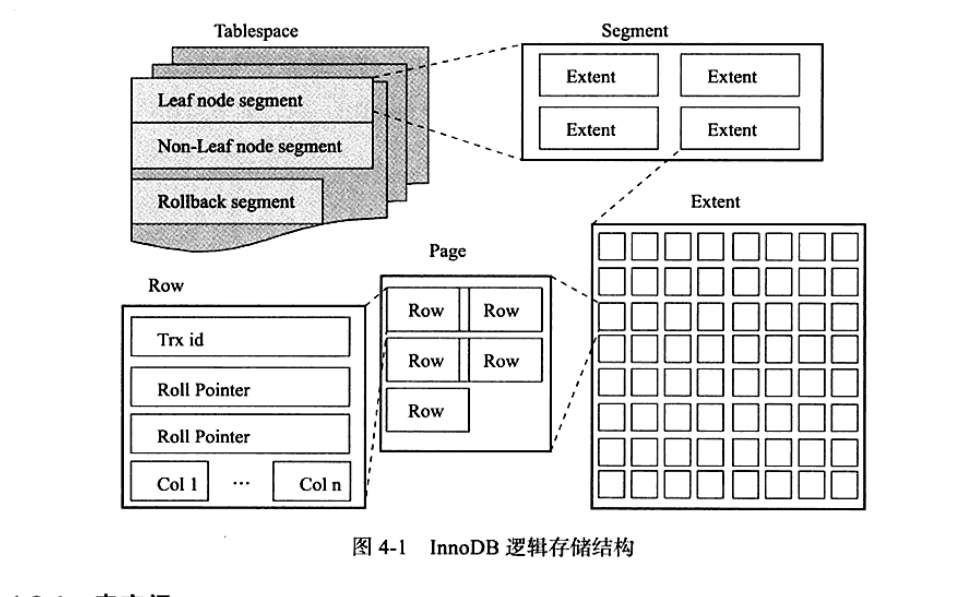 Tablespace
Leaf node segment
Non-Leaf node segment
Rollback segment
Segment
Extent Extent
Extent Extent
Extent
Page
Row Row
Row Row
Row
Row
Trx id
Roll Pointer
Roll Pointer
Col 1 … Col n
图 4-1 InnoDB 逻辑存储结构